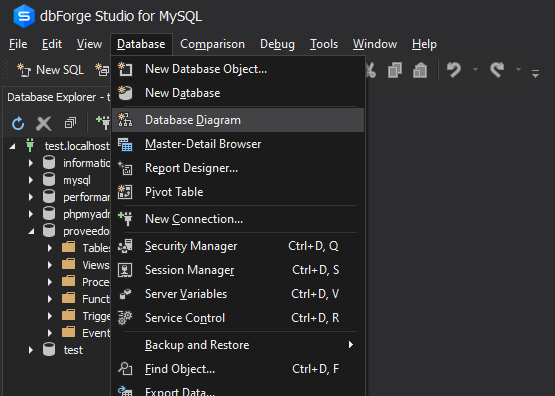 dbForge Studio for MySQL
File Edit View Database Comparison Debug Tools Window Help
New SQL
Database Explorer - t
test.localhost
information
mysql
performan
phpmyadr
proveedor
Tables
Views
Proce
Functi
Trigge
Event
test
New Database Object...
New Database
Database Diagram
Master-Detail Browser
Report Designer...
Pivot Table
New Connection...
Security Manager Ctrl+D, Q
Session Manager Ctrl+D, S
Server Variables Ctrl+D, V
Service Control Ctrl+D, R
Backup and Restore
Find Object... Ctrl+D, F
Export Data...